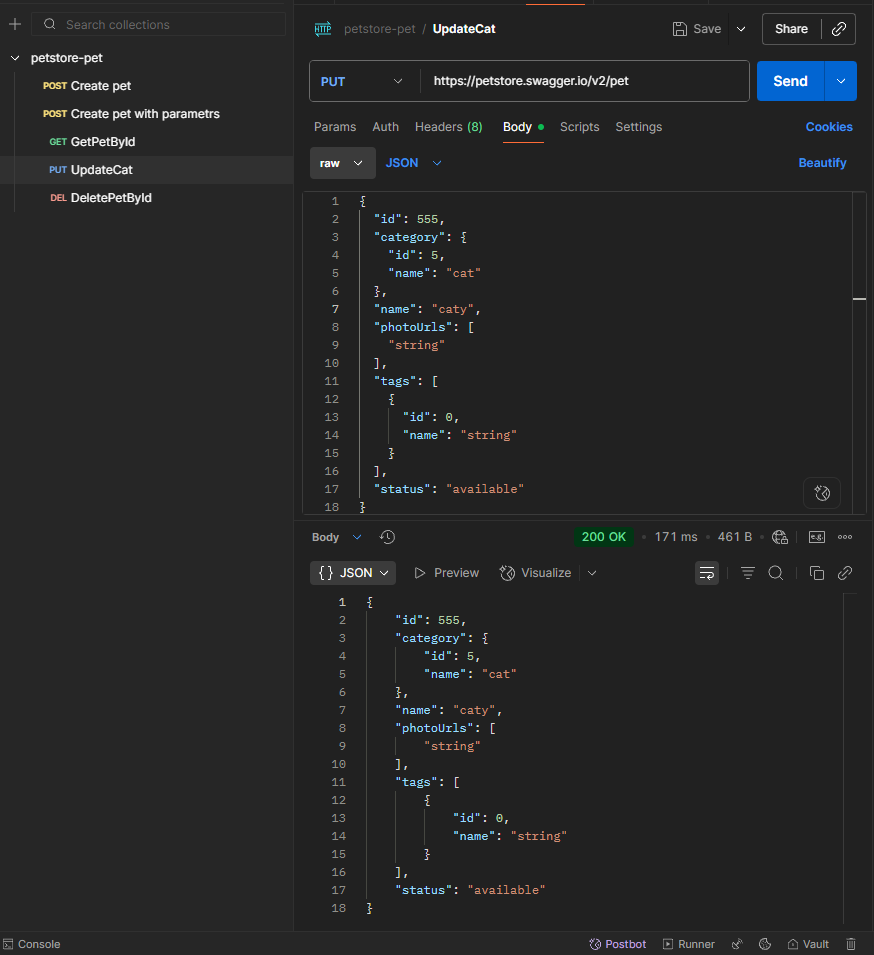 Search collections
petstore-pet
POST Create pet
POST Create pet with parametrs
GET GetPetById
PUT UpdateCat
DEL DeletePetById
HTTP petstore-pet / UpdateCat
Save
Share
PUT
https://petstore.swagger.io/v2/pet
Send
Params Auth Headers (8) Body Scripts Settings Cookies
raw JSON Beautify
1 {
2 "id": 555,
3 "category": {
4 "id": 5,
5 "name": "cat"
6 },
7 "name": "caty",
8 "photoUrls": [
9 "string"
10 ],
11 "tags": [
12 {
13 "id": 0,
14 "name": "string"
15 }
16 ],
17 "status": "available"
18 }
Body 200 OK • 171 ms • 461 B • e.g.
{} JSON Preview Visualize
1 {
2 "id": 555,
3 "category": {
4 "id": 5,
5 "name": "cat"
6 },
7 "name": "caty",
8 "photoUrls": [
9 "string"
10 ],
11 "tags": [
12 {
13 "id": 0,
14 "name": "string"
15 }
16 ],
17 "status": "available"
18 }
Console Postbot Runner Vault